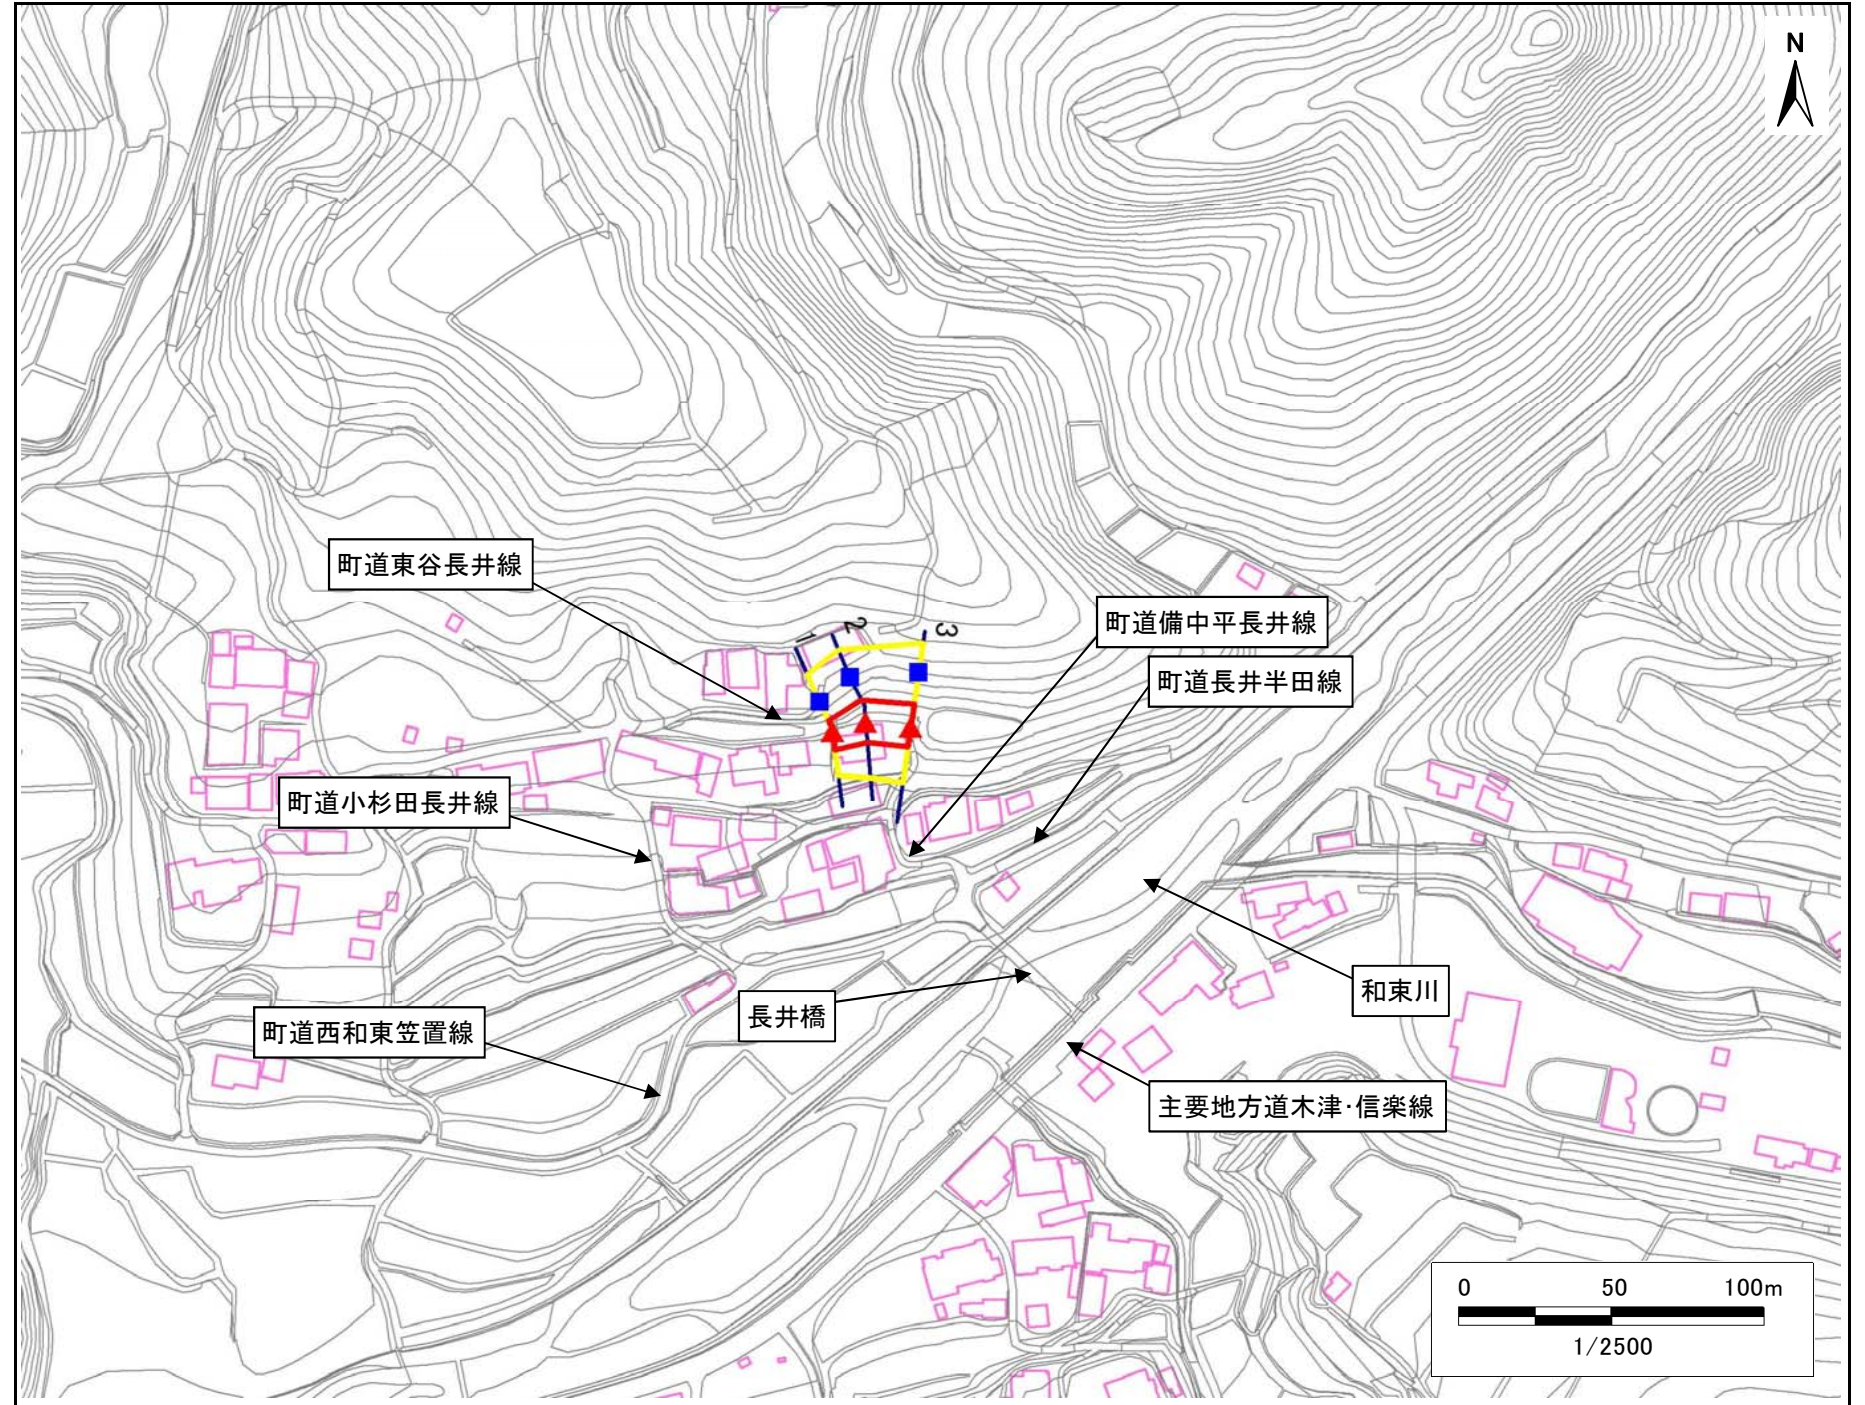 N
町道東谷長井線
町道備中平長井線
1
2
3
町道長井半田線
町道小杉田長井線
和束川
長井橋
町道西和東笠置線
主要地方道木津・信楽線
0 50 100m
1/2500